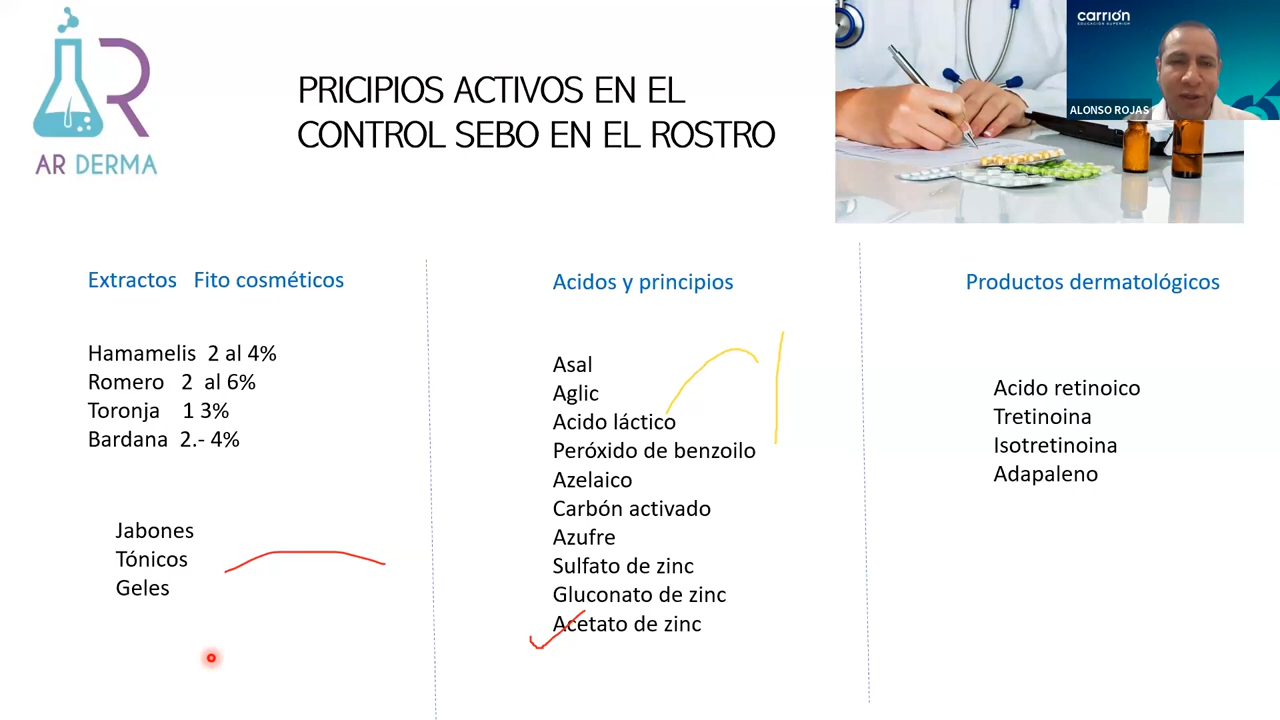 AR DERMA
PRICIPIOS ACTIVOS EN EL
CONTROL SEBO EN EL ROSTRO
carrión
EDUCACIÓN SUPERIOR
ALONSO ROJAS
Extractos Fito cosméticos
Hamamelis 2 al 4%
Romero 2 al 6%
Toronja 1 3%
Bardana 2.- 4%
Jabones
Tónicos
Geles
Acidos y principios
Asal
Aglic
Acido láctico
Peróxido de benzoilo
Azelaico
Carbón activado
Azufre
Sulfato de zinc
Gluconato de zinc
Acetato de zinc
Productos dermatológicos
Acido retinoico
Tretinoina
Isotretinoina
Adapaleno